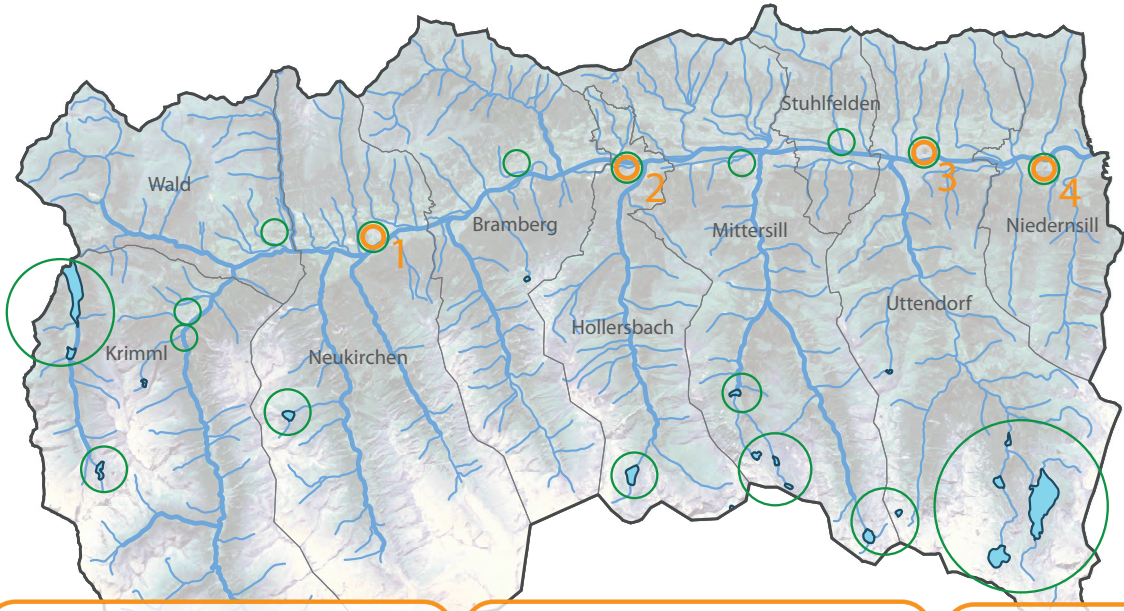 Stuhlfelden
Wald
2
3
4
Bramberg
Mittersill
Niedernsill
1
Uttendorf
Hollersbach
Krimml
Neukirchen